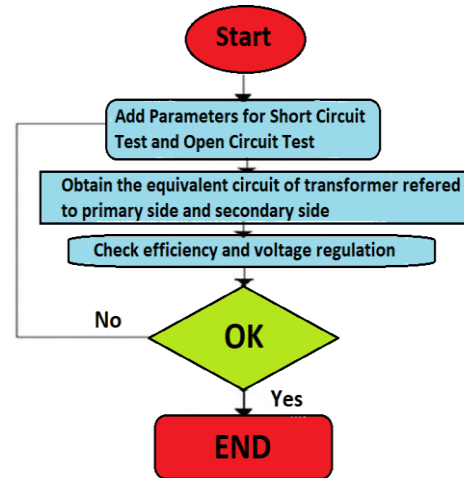 Start
Add Parameters for Short Circuit
Test and Open Circuit Test
Obtain the equivalent circuit of transformer refered
to primary side and secondary side
Check efficiency and voltage regulation
No
OK
Yes
END